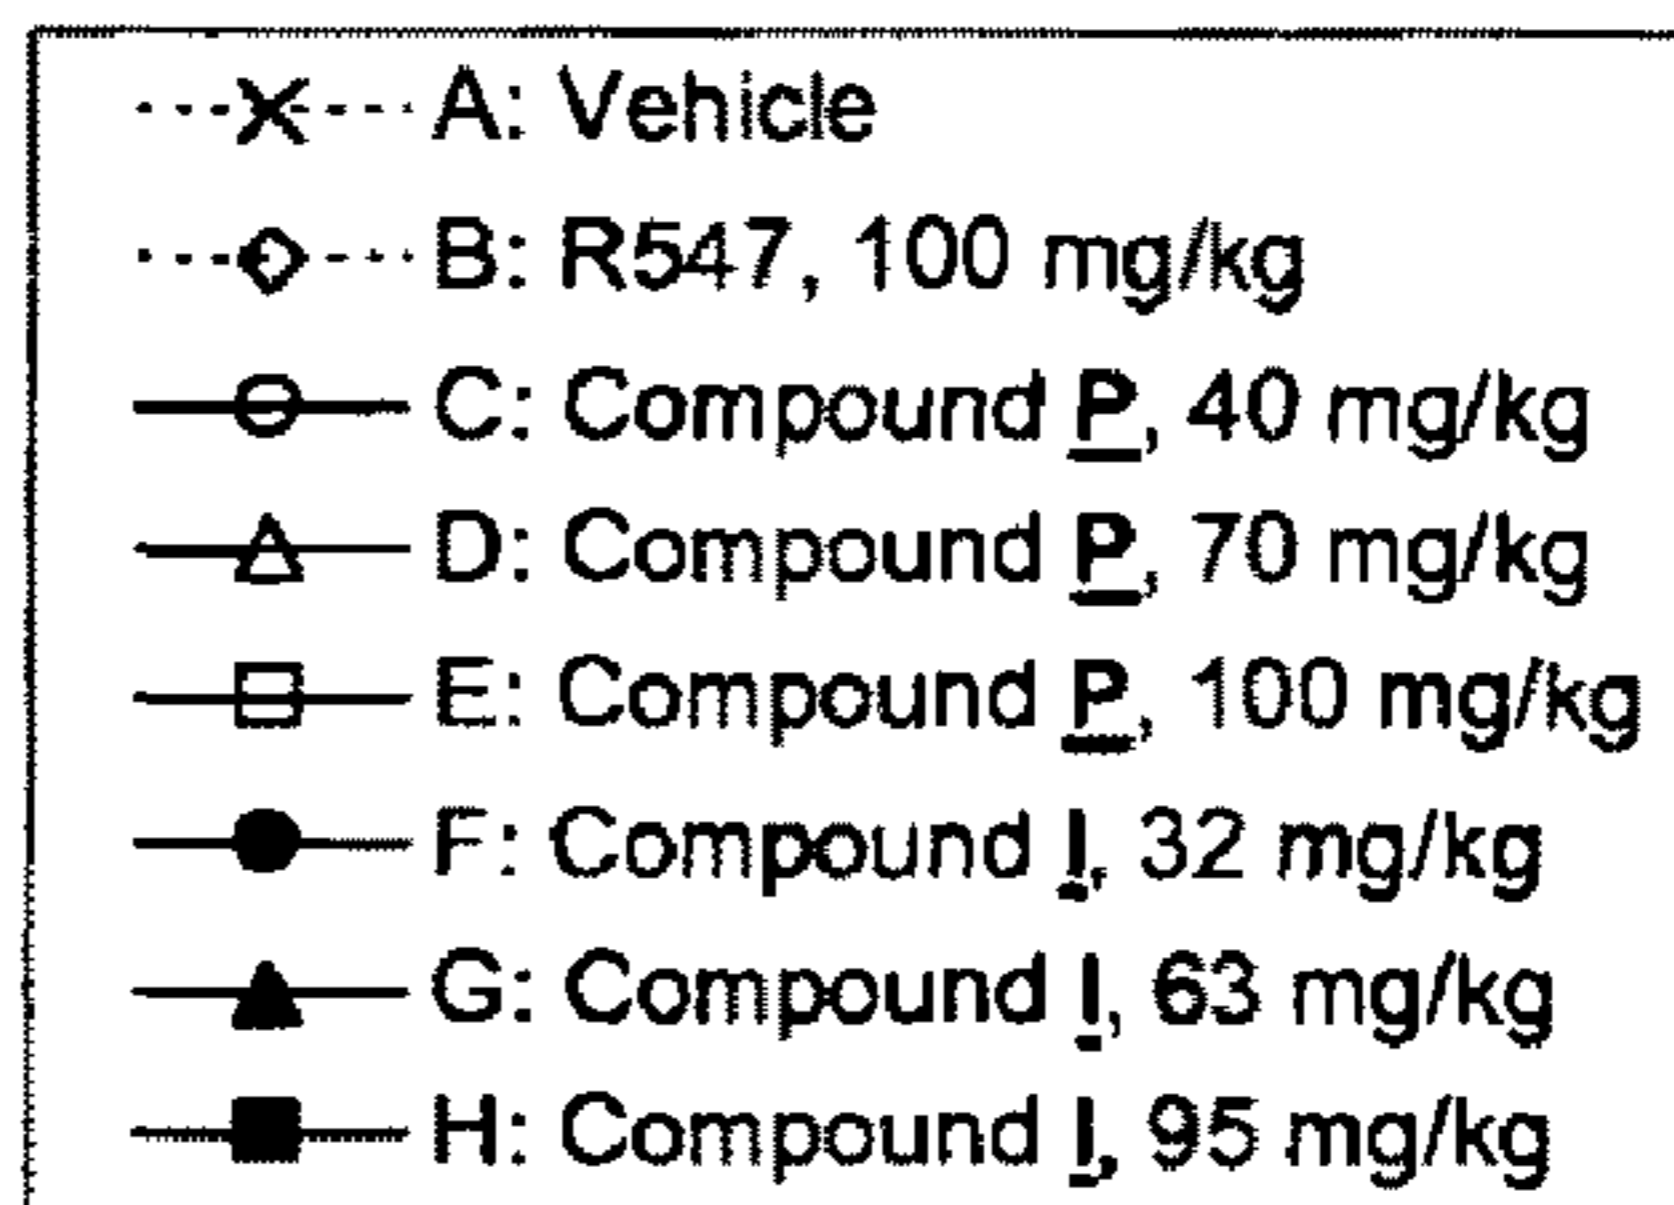 A: Vehicle
B: R547, 100 mg/kg
C: Compound P, 40 mg/kg
D: Compound P, 70 mg/kg
E: Compound P, 100 mg/kg
F: Compound I, 32 mg/kg
G: Compound I, 63 mg/kg
H: Compound I, 95 mg/kg